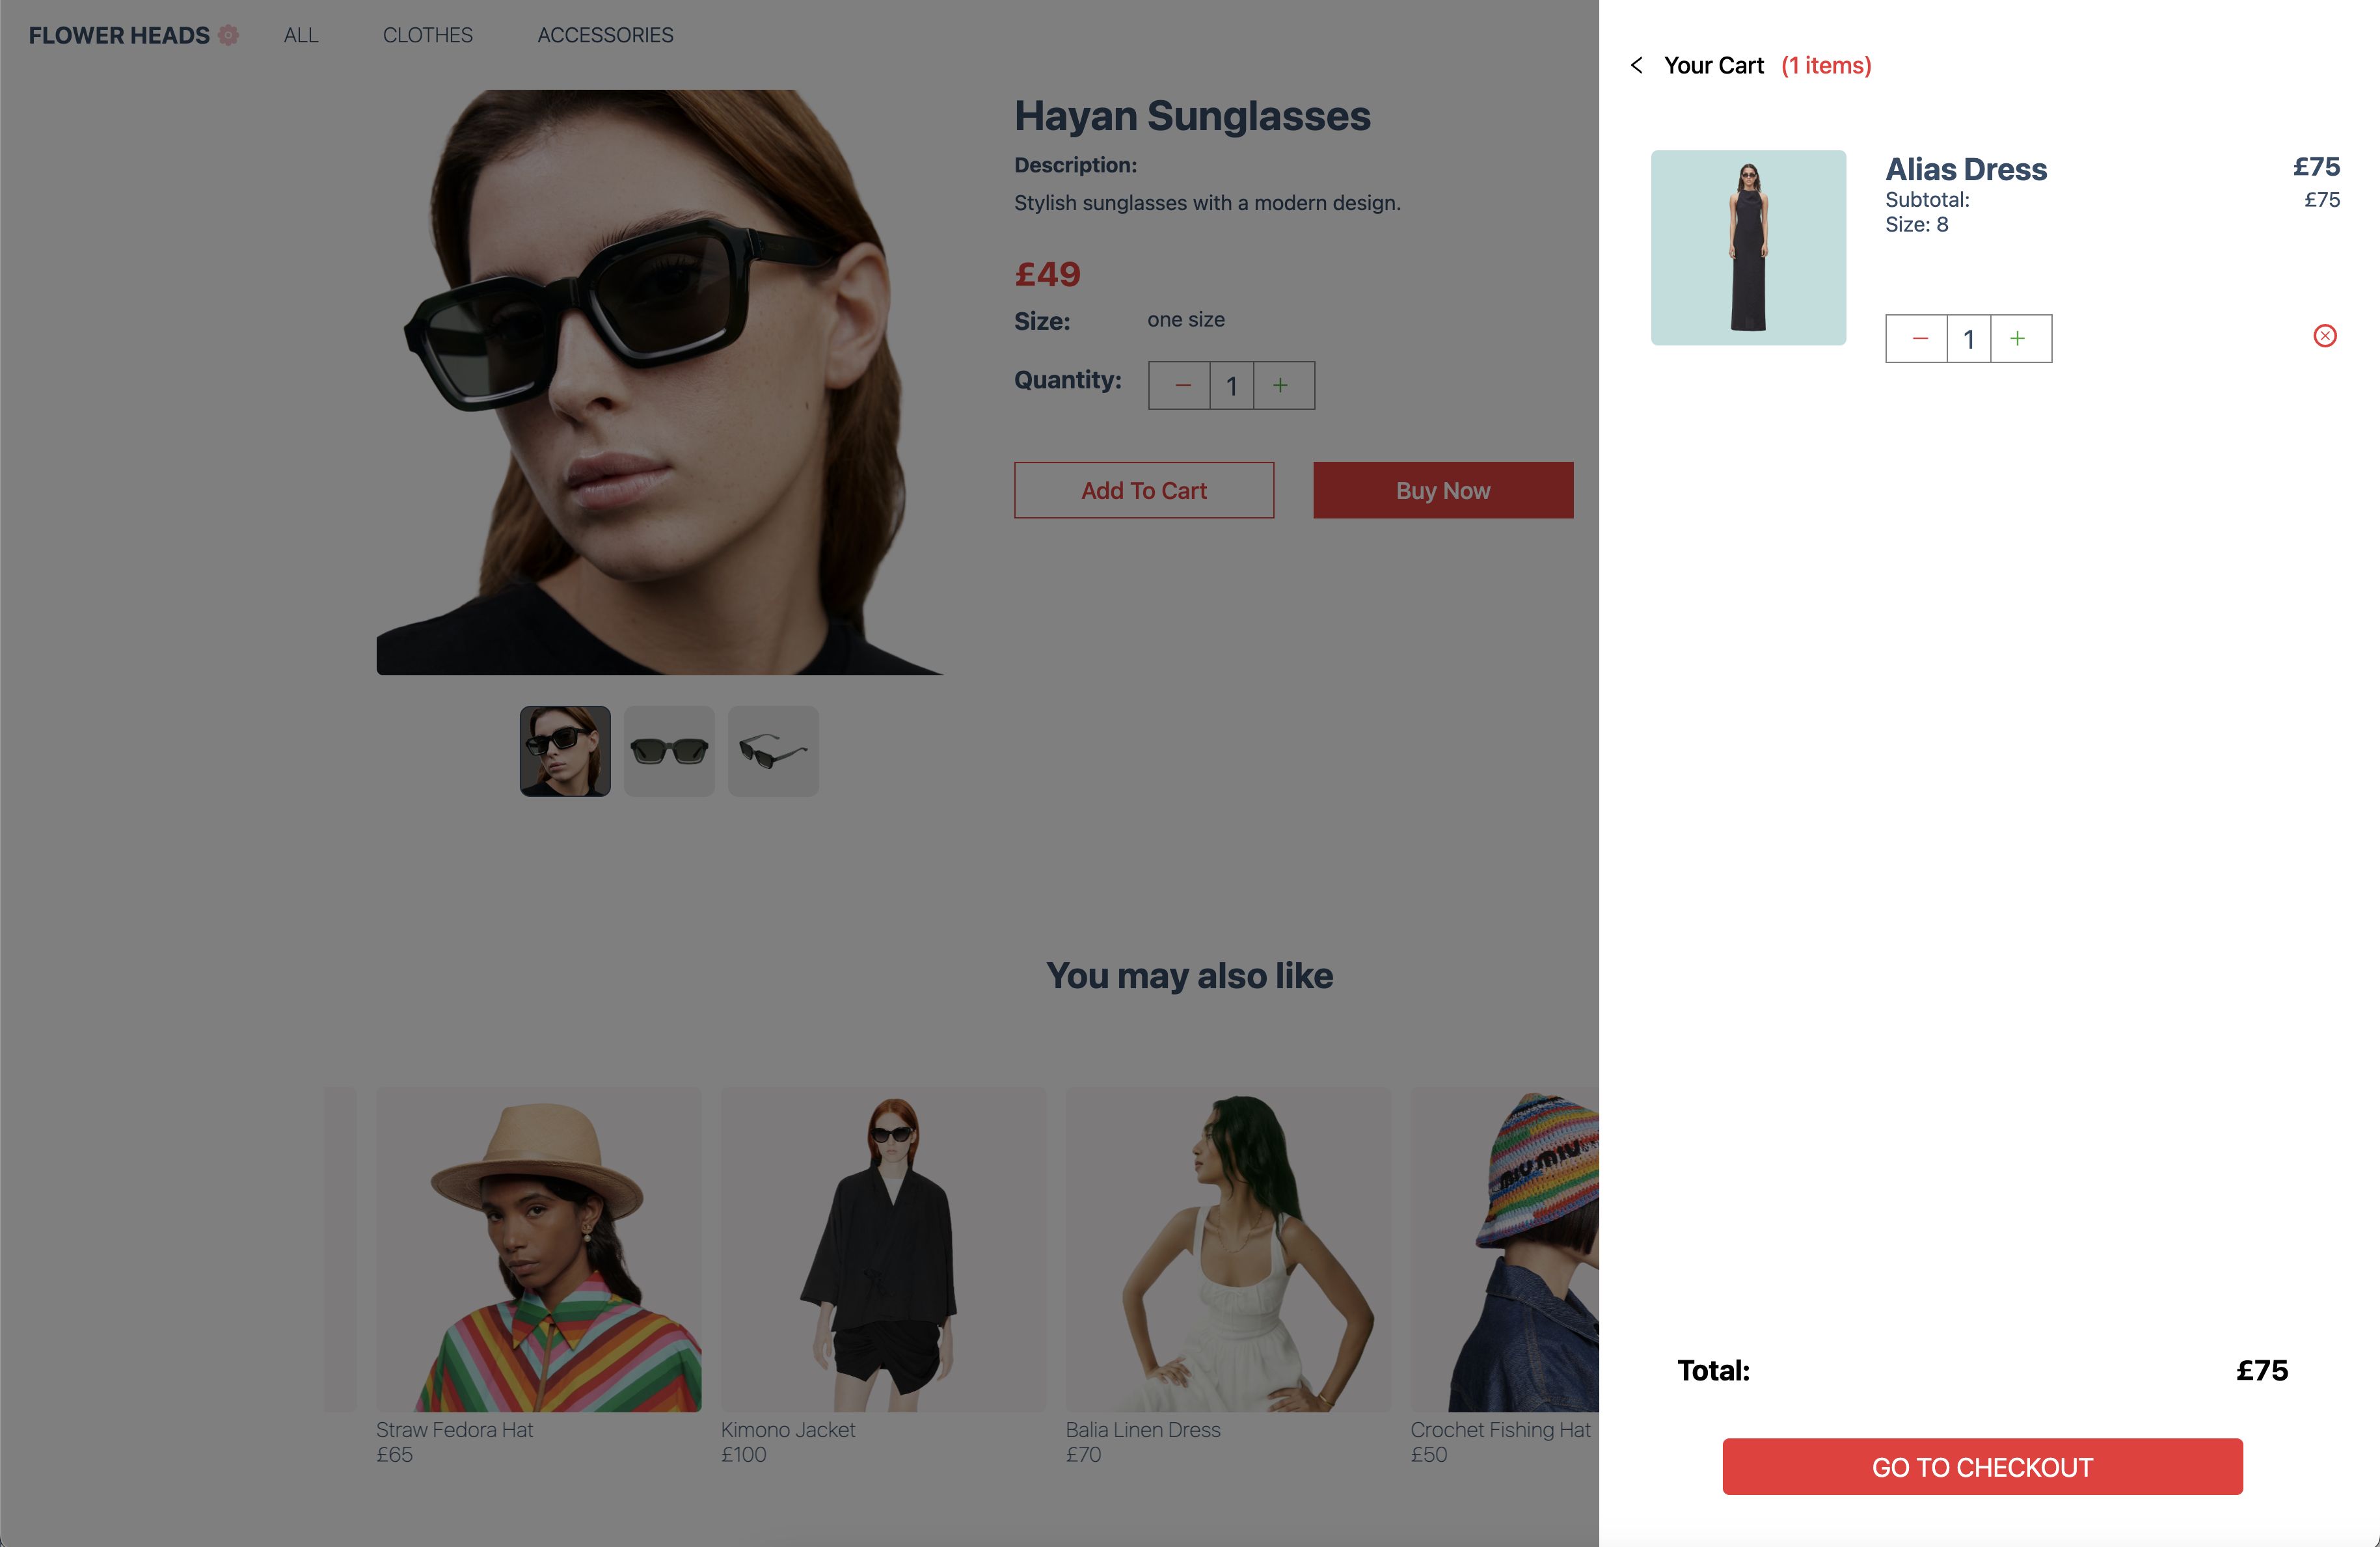 FLOWER HEADS
ALL
CLOTHES
ACCESSORIES
Hayan Sunglasses
Description:
Stylish sunglasses with a modern design.
£49
Size: one size
Quantity: − 1 +
Add To Cart
Buy Now
You may also like
Straw Fedora Hat
£65
Kimono Jacket
£100
Balia Linen Dress
£70
MIU MIU
Crochet Fishing Hat
£50
< Your Cart (1 items)
Alias Dress £75
Subtotal: £75
Size: 8
− 1 +
Total: £75
GO TO CHECKOUT